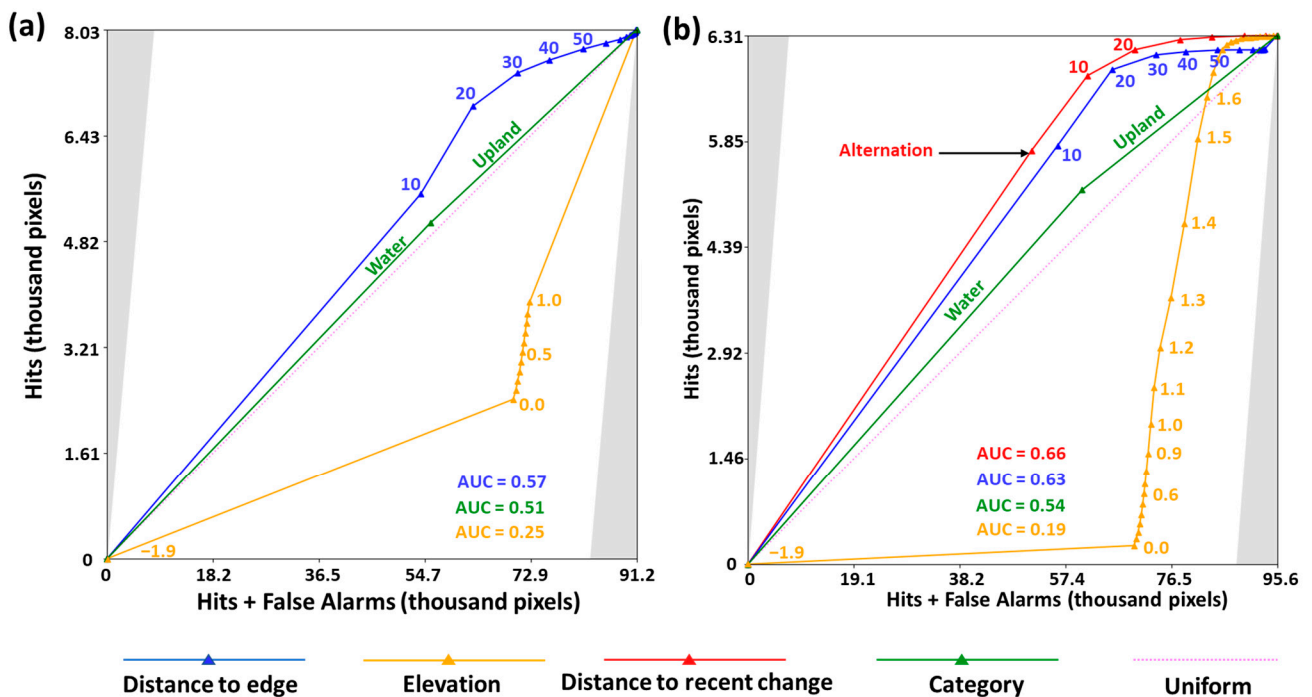 (a)
8.03
6.43
4.82
3.21
1.61
0
Hits (thousand pixels)
10
20
30
40
50
Upland
Water
1.0
0.5
0.0
−1.9
AUC = 0.57
AUC = 0.51
AUC = 0.25
0 18.2 36.5 54.7 72.9 91.2
Hits + False Alarms (thousand pixels)
(b)
6.31
5.85
4.39
2.92
1.46
0
Hits (thousand pixels)
10
20
Alternation
10
20
30
40
50
Upland
Water
1.6
1.5
1.4
1.3
1.2
1.1
1.0
0.9
0.6
0.0
−1.9
AUC = 0.66
AUC = 0.63
AUC = 0.54
AUC = 0.19
0 19.1 38.2 57.4 76.5 95.6
Hits + False Alarms (thousand pixels)
Distance to edge
Elevation
Distance to recent change
Category
Uniform